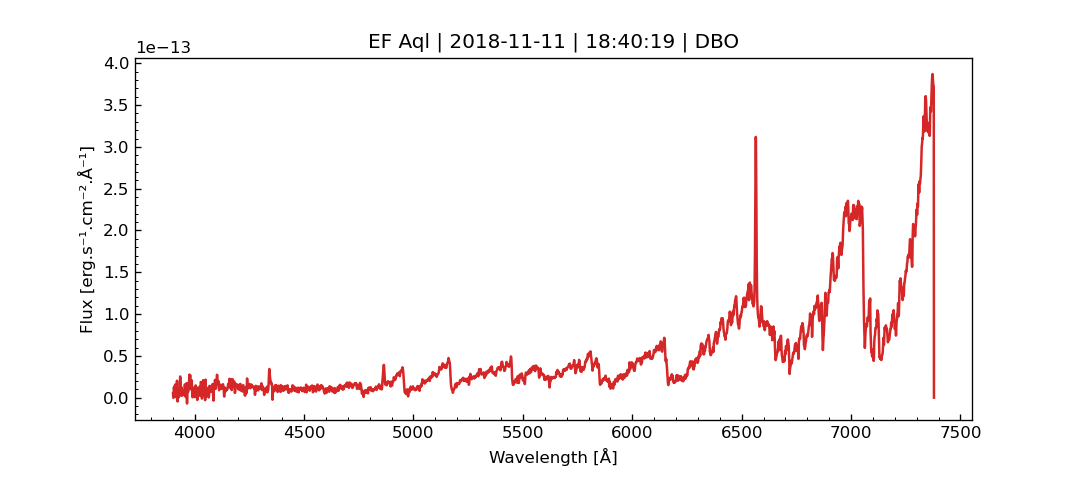 EF Aql | 2018-11-11 | 18:40:19 | DBO
1e−13
4.0
3.5
3.0
2.5
2.0
1.5
1.0
0.5
0.0
Flux [erg.s⁻¹.cm⁻².Å⁻¹]
4000 4500 5000 5500 6000 6500 7000 7500
Wavelength [Å]